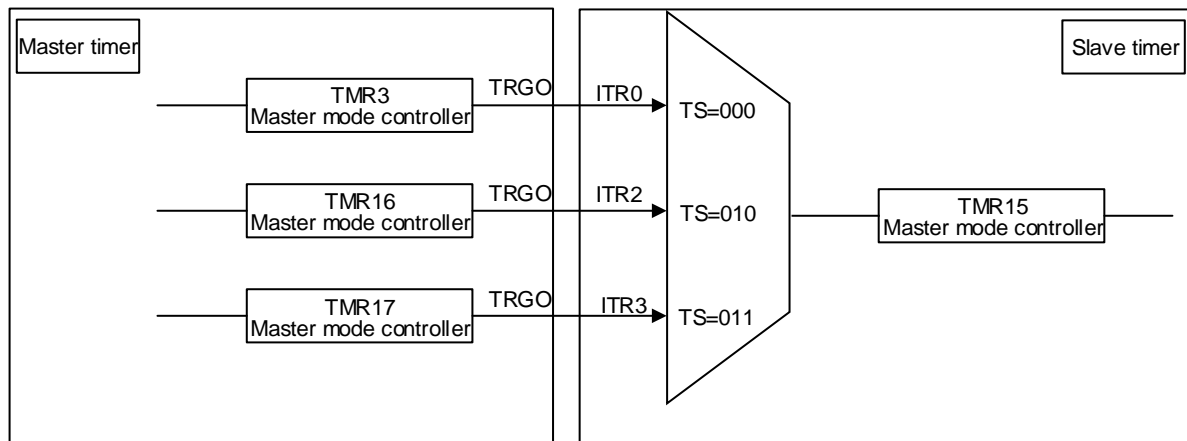 Master timer
Slave timer
TMR3
Master mode controller
TRGO
ITR0
TS=000
TMR16
Master mode controller
TRGO
ITR2
TS=010
TMR15
Master mode controller
TMR17
Master mode controller
TRGO
ITR3
TS=011